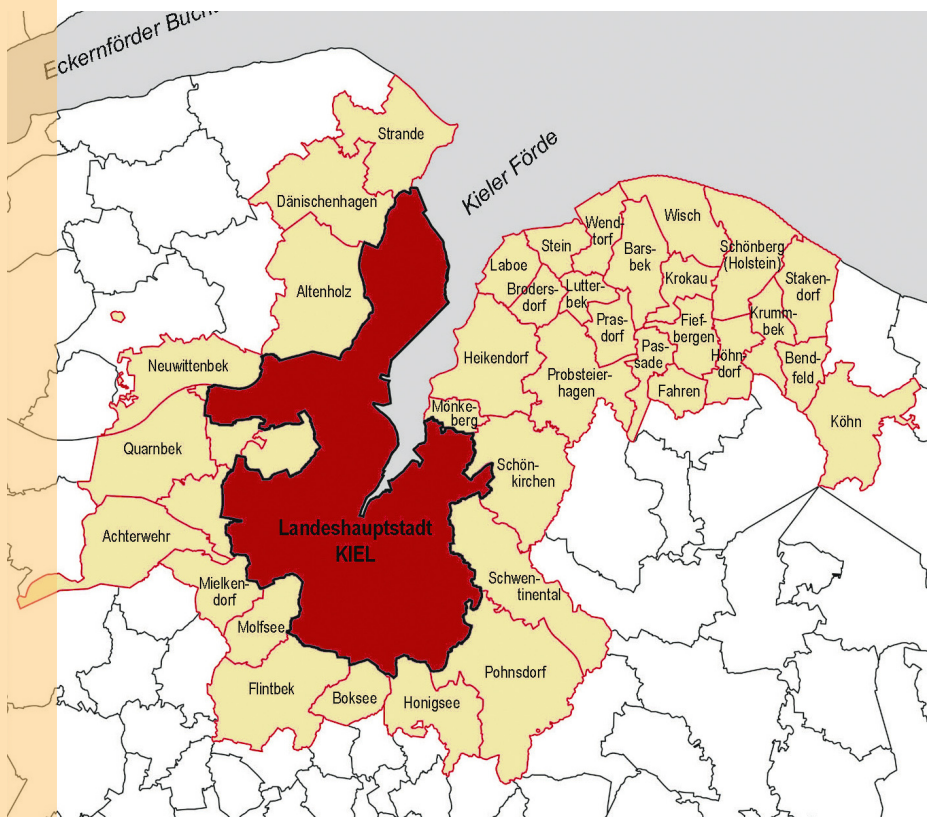 Eckernförder Bucht
Strande
Kieler Förde
Dänischenhagen
Altenholz
Wisch
Wend-
torf
Stein
Bars-
bek
Schönberg
(Holstein)
Laboe
Staken-
dorf
Krokau
Broders-
dorf
Lutter-
bek
Krumm-
bek
Fief-
bergen
Pras-
dorf
Pas-
sade
Höhn-
dorf
Bend-
feld
Heikendorf
Probsteier-
hagen
Fahren
Neuwittenbek
Mönke-
berg
Köhn
Quarnbek
Schön-
kirchen
Achterwehr
Landeshauptstadt
KIEL
Mielken-
dorf
Schwen-
tinental
Molfsee
Pohnsdorf
Flintbek
Boksee
Honigsee